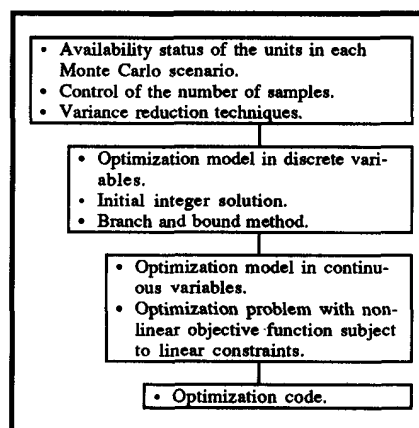 • Availability status of the units in each
Monte Carlo scenario.
• Control of the number of samples.
• Variance reduction techniques.
• Optimization model in discrete vari-
ables.
• Initial integer solution.
• Branch and bound method.
• Optimization model in continu-
ous variables.
• Optimization problem with non-
linear objective function subject
to linear constraints.
• Optimization code.